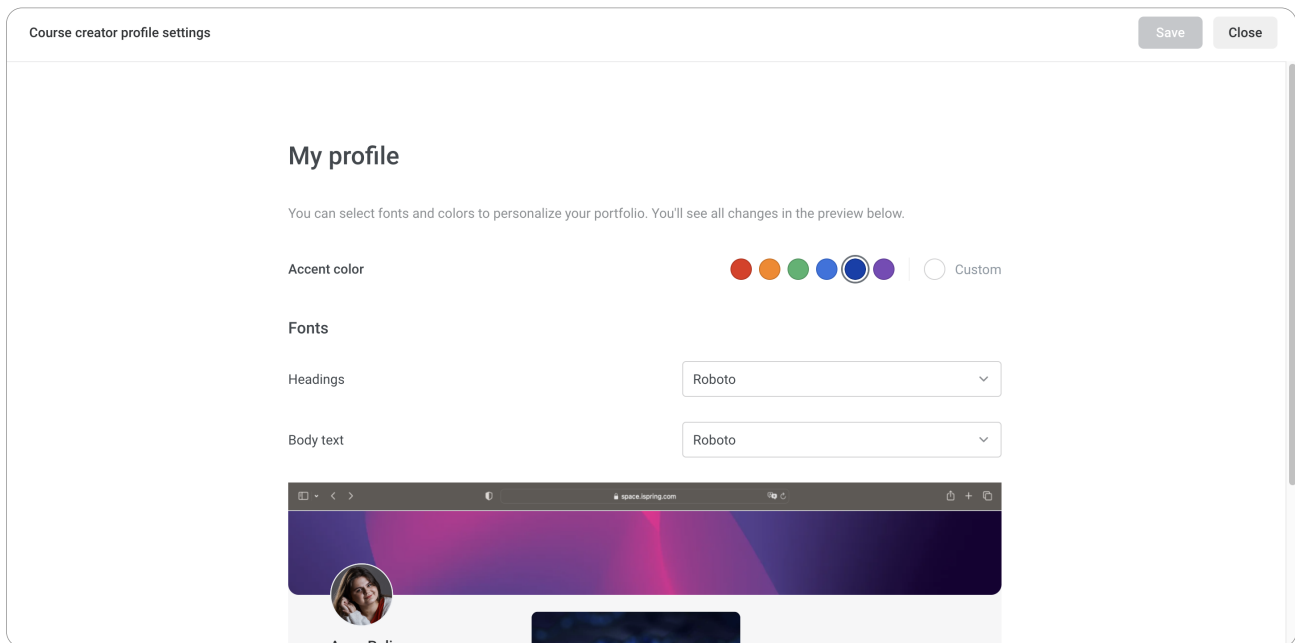 Course creator profile settings
Save
Close
My profile
You can select fonts and colors to personalize your portfolio. You'll see all changes in the preview below.
Accent color
Custom
Fonts
Headings
Roboto
Body text
Roboto
space.ispring.com